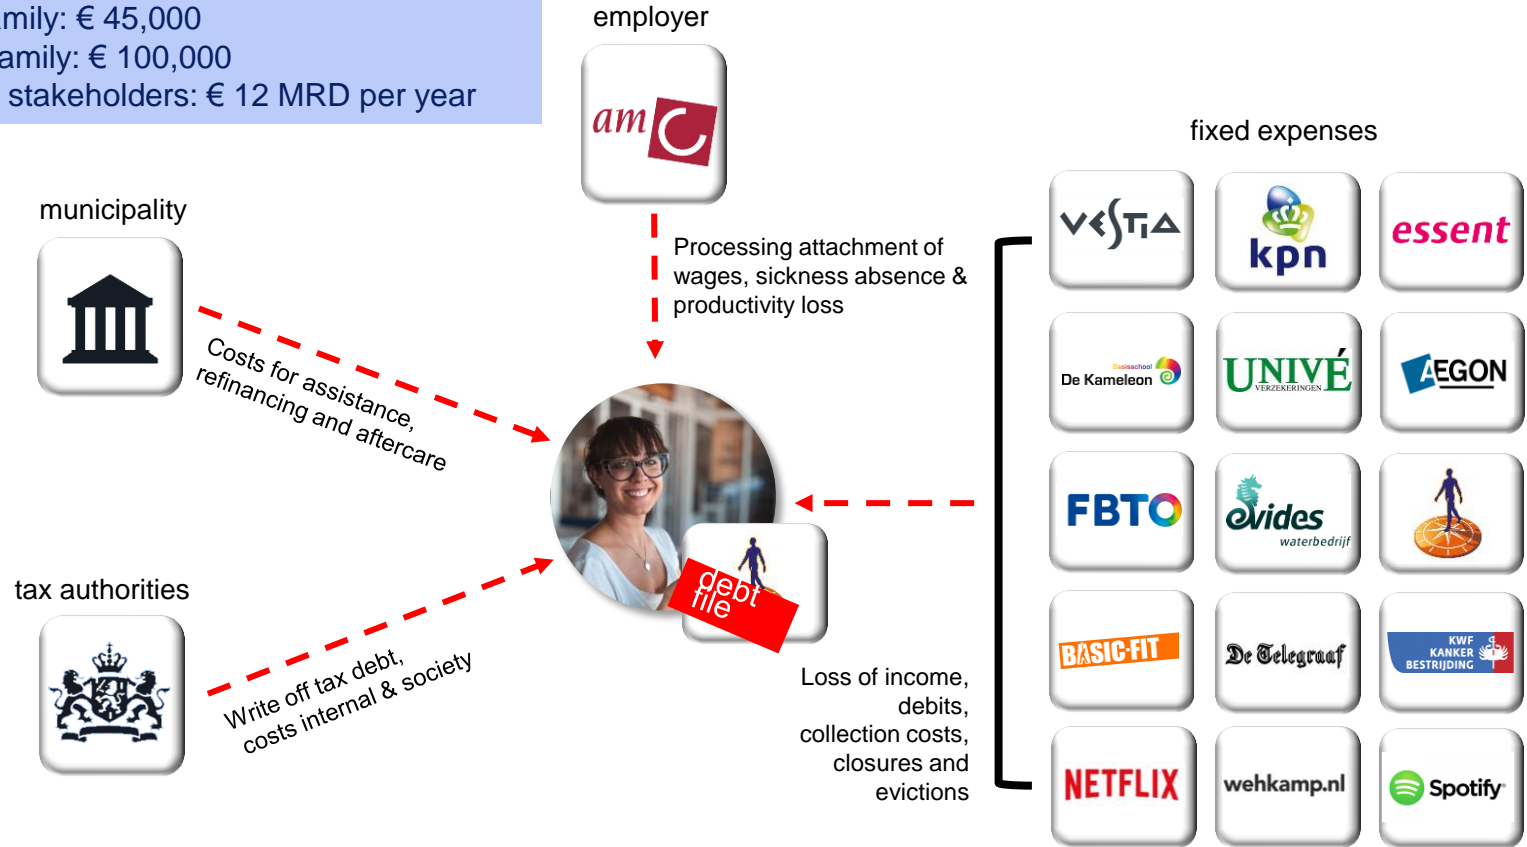 amily: € 45,000
amily: € 100,000
stakeholders: € 12 MRD per year
employer
amc
fixed expenses
municipality
Processing attachment of
wages, sickness absence &
productivity loss
Costs for assistance,
refinancing and aftercare
VESTIA
kpn
essent
Basisschool
De Kameleon
UNIVÉ
VERZEKERINGEN
AEGON
FBTO
evides
waterbedrijf
debt
file
tax authorities
Write off tax debt,
costs internal & society
Loss of income,
debits,
collection costs,
closures and
evictions
BASIC-FIT
De Telegraaf
KWF
KANKER
BESTRIJDING
NETFLIX
wehkamp.nl
Spotify